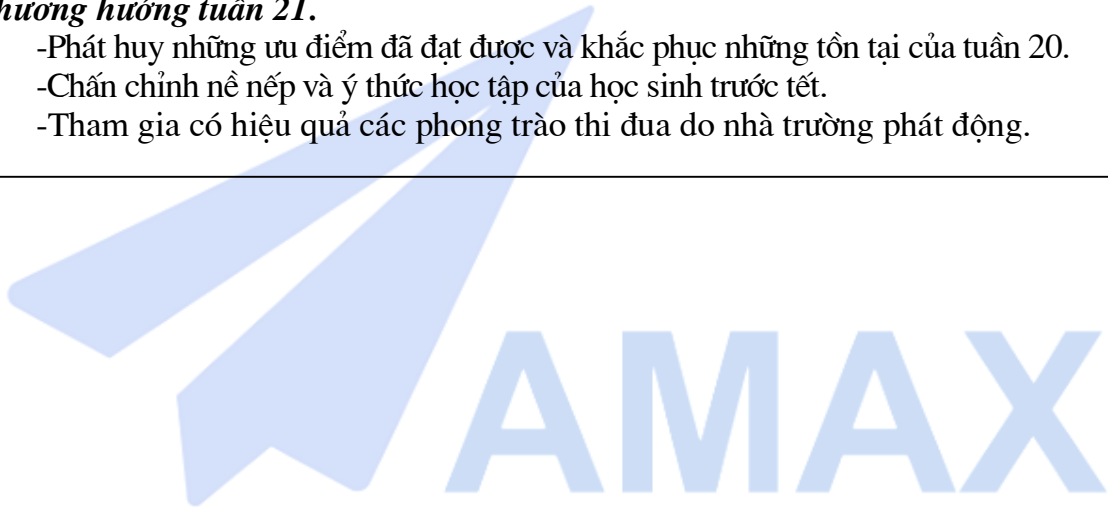 hương hướng tuần 21.
-Phát huy những ưu điểm đã đạt được và khắc phục những tồn tại của tuần 20.
-Chấn chỉnh nề nếp và ý thức học tập của học sinh trước tết.
-Tham gia có hiệu quả các phong trào thi đua do nhà trường phát động.
AMAX